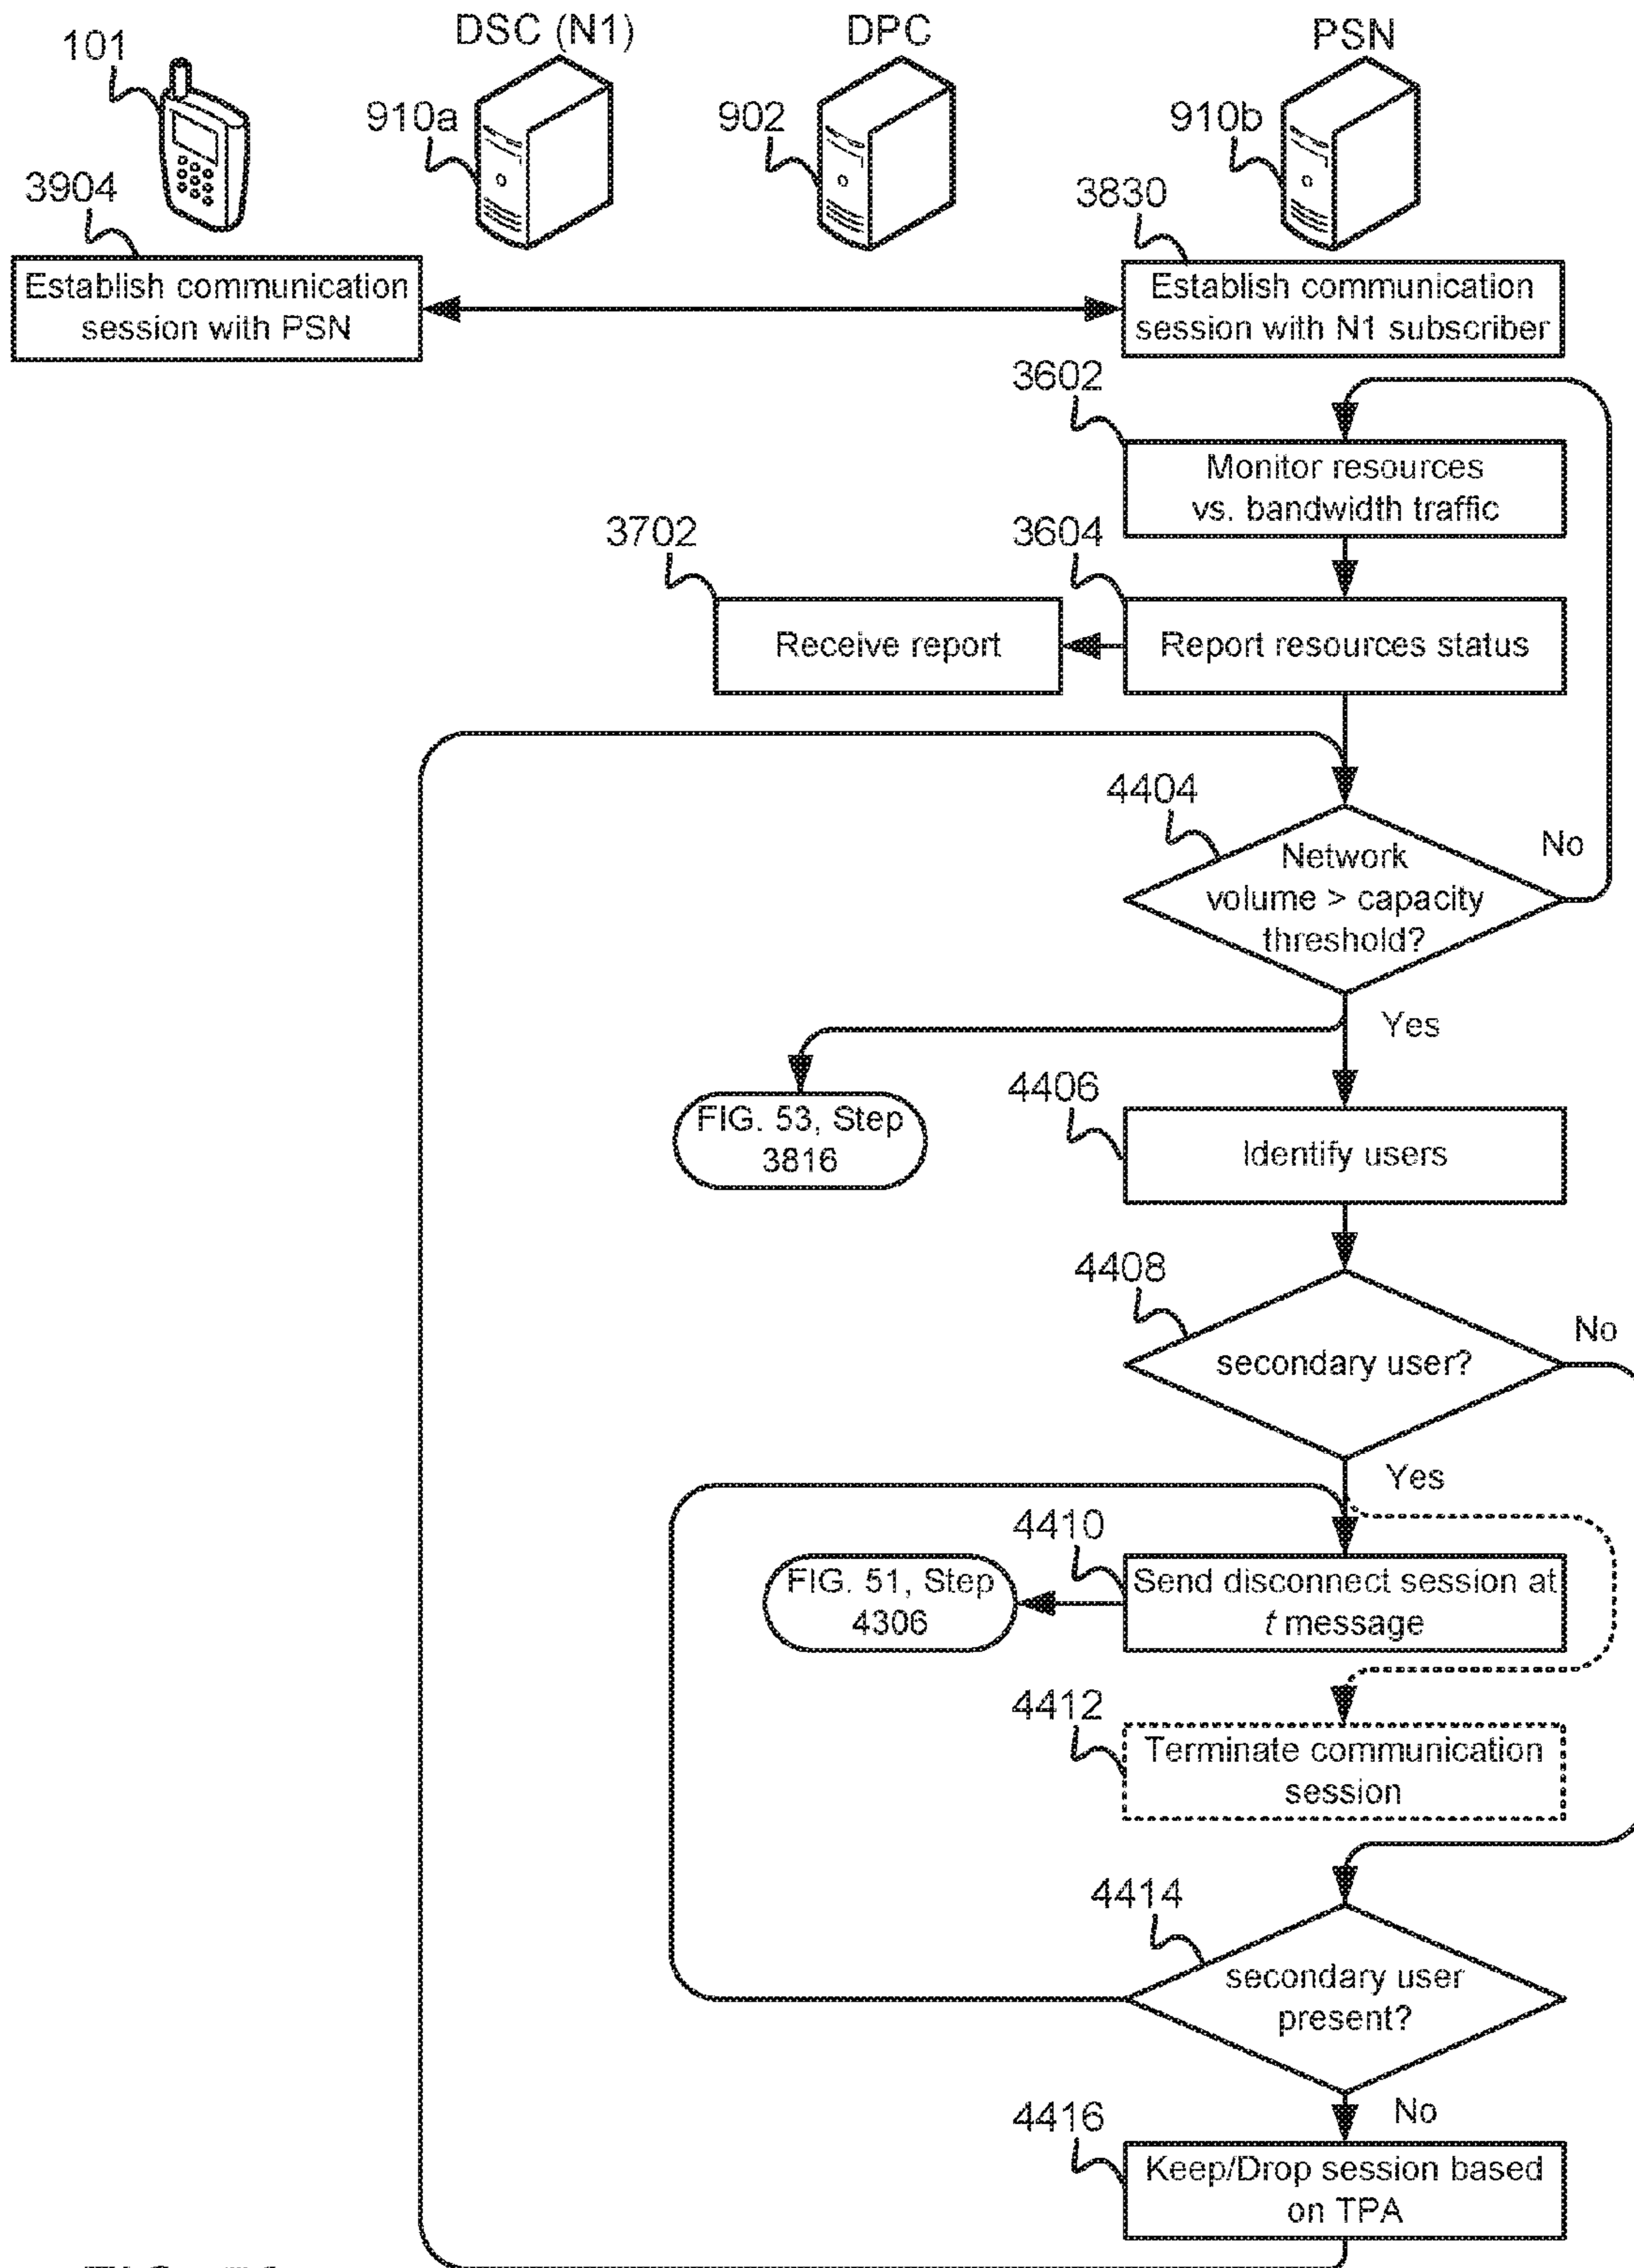 101
DSC (N1)
DPC
PSN
910a
902
910b
3904
3830
Establish communication
session with PSN
Establish communication
session with N1 subscriber
3602
Monitor resources
vs. bandwidth traffic
3702
3604
Receive report
Report resources status
4404
Network
volume > capacity
threshold?
No
Yes
FIG. 53, Step
3816
4406
Identify users
4408
secondary user?
No
Yes
4410
FIG. 51, Step
4306
Send disconnect session at
t message
4412
Terminate communication
session
4414
secondary user
present?
No
4416
Keep/Drop session based
on TPA